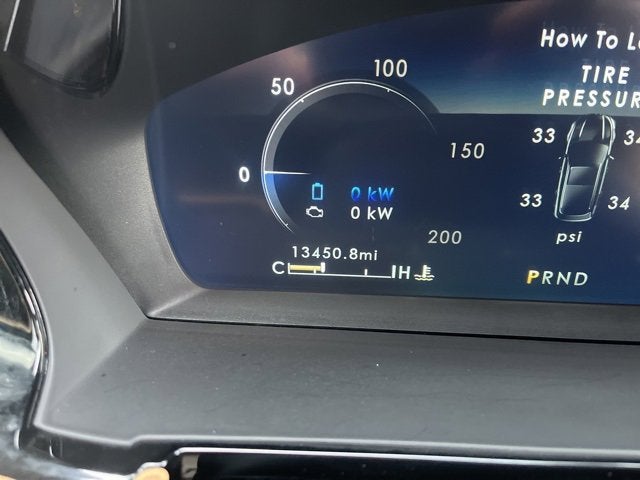 How To L
TIRE
PRESSUR
50
100
0
150
200
0 kW
0 kW
33
34
33
34
psi
13450.8mi
C
H
PRND